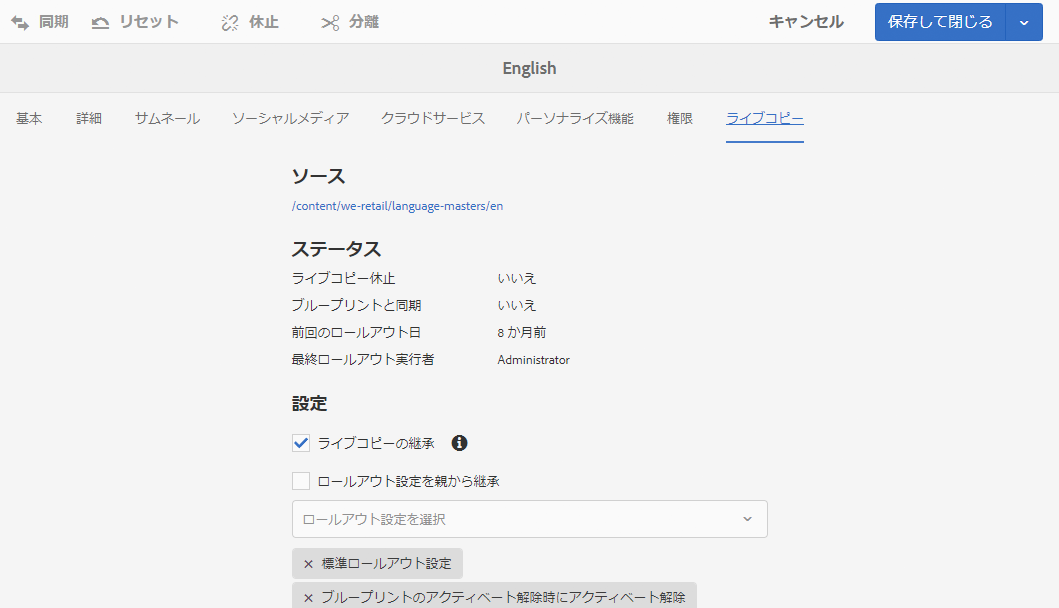 同期 リセット 休止 分離 キャンセル 保存して閉じる
English
基本 詳細 サムネール ソーシャルメディア クラウドサービス パーソナライズ機能 権限 ライブコピー
ソース
/content/we-retail/language-masters/en
ステータス
ライブコピー休止 いいえ
ブループリントと同期 いいえ
前回のロールアウト日 8 か月前
最終ロールアウト実行者 Administrator
設定
ライブコピーの継承
ロールアウト設定を親から継承
ロールアウト設定を選択
× 標準ロールアウト設定
× ブループリントのアクティベート解除時にアクティベート解除